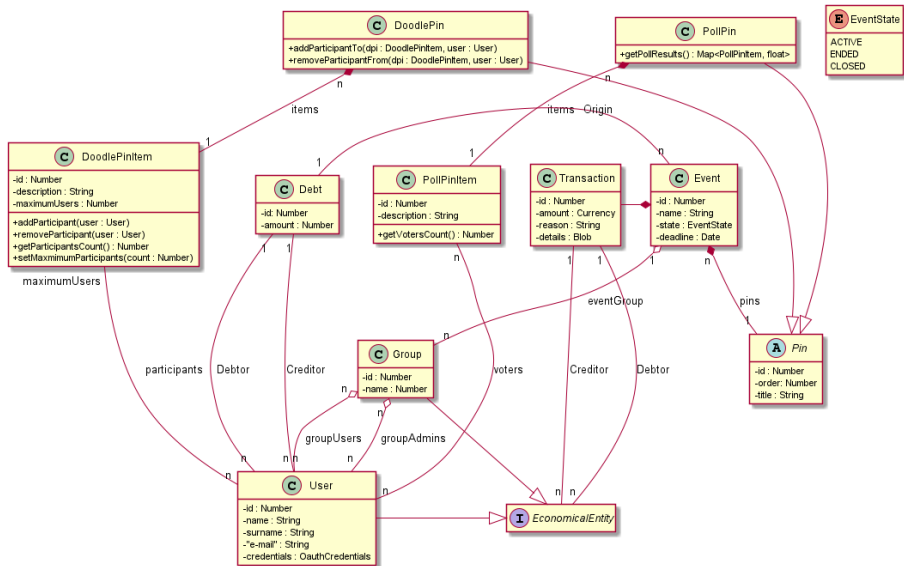 C DoodlePin
+addParticipantTo(dpi : DoodlePinItem, user : User)
+removeParticipantFrom(dpi : DoodlePinItem, user : User)
C PollPin
+getPollResults() : Map<PollPinItem, float>
E EventState
ACTIVE
ENDED
CLOSED
n
n
items
items
Origin
1
1
1
n
C DoodlePinItem
-id : Number
-description : String
-maximumUsers : Number
+addParticipant(user : User)
+removeParticipant(user : User)
+getParticipantsCount() : Number
+setMaxmimumParticipants(count : Number)
C Debt
-id: Number
-amount : Number
C PollPinItem
-id : Number
-description : String
+getVotersCount() : Number
C Transaction
-id : Number
-amount : Currency
-reason : String
-details : Blob
C Event
-id : Number
-name : String
-state : EventState
-deadline : Date
maximumUsers
1
1
n
1
1
1
n
eventGroup
pins
n
1
C Group
-id : Number
-name : Number
A Pin
-id : Number
-order: Number
-title : String
participants
Debtor
Creditor
voters
Creditor
Debtor
n
n
groupUsers
groupAdmins
n
n
n
n
n
n
n
n
C User
-id : Number
-name : String
-surname : String
-"e-mail" : String
-credentials : OauthCredentials
I EconomicalEntity